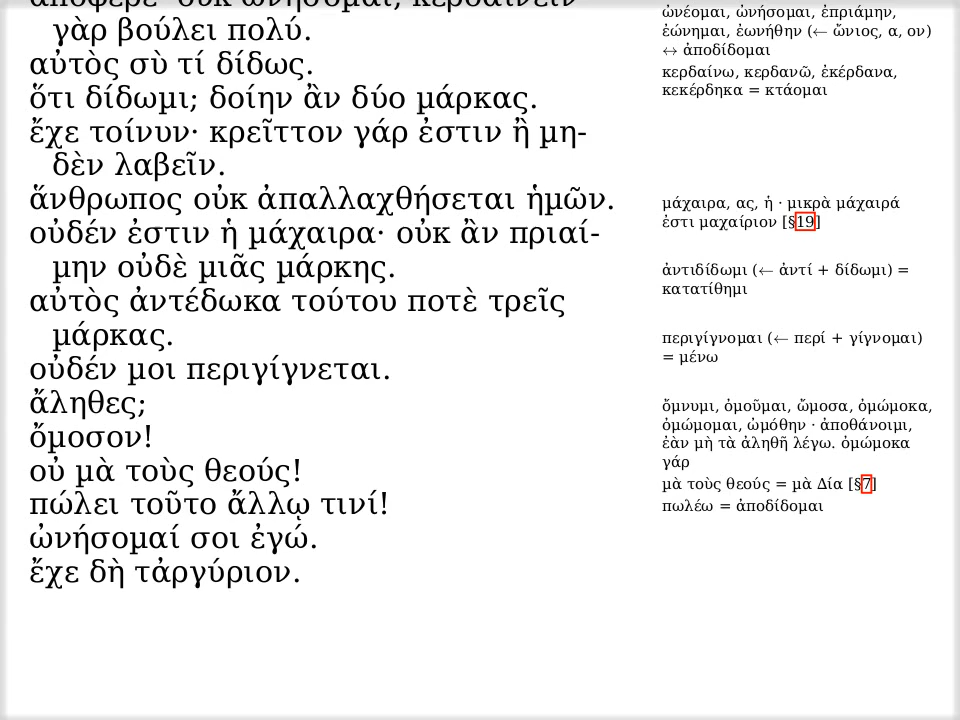 ἀπόφερε· οὐκ ὠνήσομαι, κερδαίνειν
γὰρ βούλει πολύ.
αὐτὸς σὺ τί δίδως.
ὅτι δίδωμι; δοίην ἂν δύο μάρκας.
ἔχε τοίνυν· κρεῖττον γάρ ἐστιν ἢ μη-
δὲν λαβεῖν.
ἅνθρωπος οὐκ ἀπαλλαχθήσεται ἡμῶν.
οὐδέν ἐστιν ἡ μάχαιρα· οὐκ ἂν πριαί-
μην οὐδὲ μιᾶς μάρκης.
αὐτὸς ἀντέδωκα τούτου ποτὲ τρεῖς
μάρκας.
οὐδέν μοι περιγίγνεται.
ἄληθες;
ὄμοσον!
οὐ μὰ τοὺς θεούς!
πώλει τοῦτο ἄλλῳ τινί!
ὠνήσομαί σοι ἐγώ.
ἔχε δὴ τἀργύριον.
ὠνέομαι, ὠνήσομαι, ἐπριάμην,
ἐώνημαι, ἐωνήθην (← ὤνιος, α, ον)
↔ ἀποδίδομαι
κερδαίνω, κερδανῶ, ἐκέρδανα,
κεκέρδηκα = κτάομαι
μάχαιρα, ας, ἡ · μικρὰ μάχαιρά
ἐστι μαχαίριον [§19]
ἀντιδίδωμι (← ἀντί + δίδωμι) =
κατατίθημι
περιγίγνομαι (← περί + γίγνομαι)
= μένω
ὄμνυμι, ὀμοῦμαι, ὤμοσα, ὀμώμοκα,
ὀμώμομαι, ὠμόθην · ἀποθάνοιμι,
ἐὰν μὴ τὰ ἀληθῆ λέγω. ὀμώμοκα
γάρ
μὰ τοὺς θεούς = μὰ Δία [§7]
πωλέω = ἀποδίδομαι